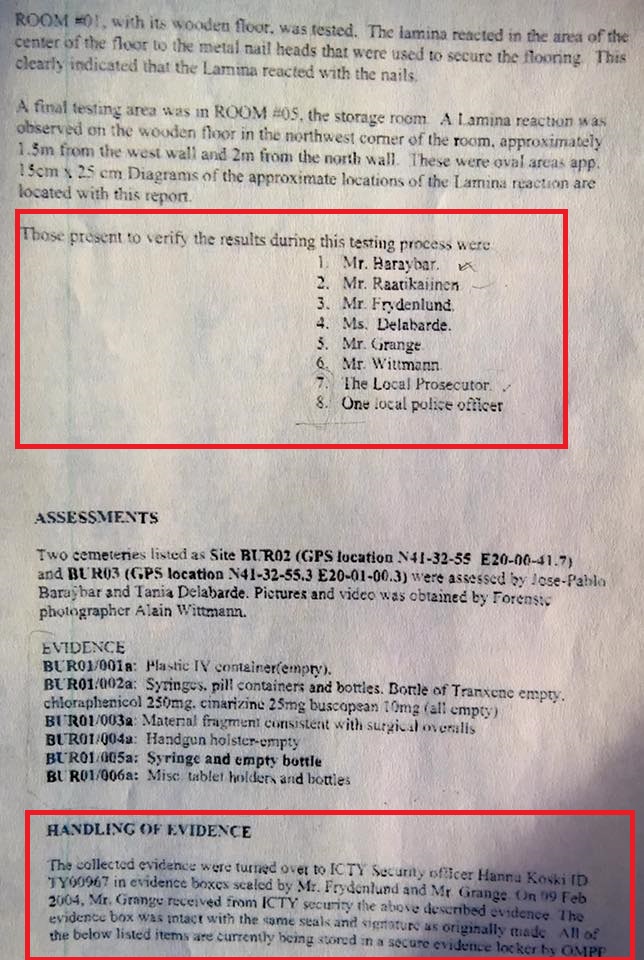 ROOM #01, with its wooden floor, was tested. The lamina reacted in the area of the
center of the floor to the metal nail heads that were used to secure the flooring. This
clearly indicated that the Lamina reacted with the nails.
A final testing area was in ROOM #05, the storage room. A Lamina reaction was
observed on the wooden floor in the northwest corner of the room, approximately
1.5m from the west wall and 2m from the north wall. These were oval areas app.
15cm x 25 cm Diagrams of the approximate locations of the Lamina reaction are
located with this report.
Those present to verify the results during this testing process were
1. Mr. Baraybar.
2. Mr. Raatikaiinen
3. Mr. Frydenlund.
4. Ms. Delabarde.
5. Mr. Grange
6. Mr. Wittmann
7. The Local Prosecutor.
8. One local police officer
ASSESSMENTS
Two cemeteries listed as Site BUR02 (GPS location N41-32-55 E20-00-41.7)
and BUR03 (GPS location N41-32-55.3 E20-01-00.3) were assessed by Jose-Pablo
Baraybar and Tania Delabarde. Pictures and video was obtained by Forensic
photographer Alain Wittmann.
EVIDENCE
BUR01/001a: Plastic IV container(empty).
BUR01/002a: Syringes, pill containers and bottles. Bottle of Tranxene empty,
chloraphenicol 250mg, cinarizine 25mg buscopean 10mg (all empty)
BUR01/003a: Material fragment consistent with surgical overalls
BUR01/004a: Handgun holster-empty
BUR01/005a: Syringe and empty bottle
BUR01/006a: Misc. tablet holders and bottles
HANDLING OF EVIDENCE
The collected evidence were turned over to ICTY Security officer Hannu Koski ID
TY00967 in evidence boxes sealed by Mr. Frydenlund and Mr. Grange. On 09 Feb
2004, Mr. Grange received from ICTY security the above described evidence. The
evidence box was intact with the same seals and signature as originally made. All of
the below listed items are currently being stored in a secure evidence locker by OMPF